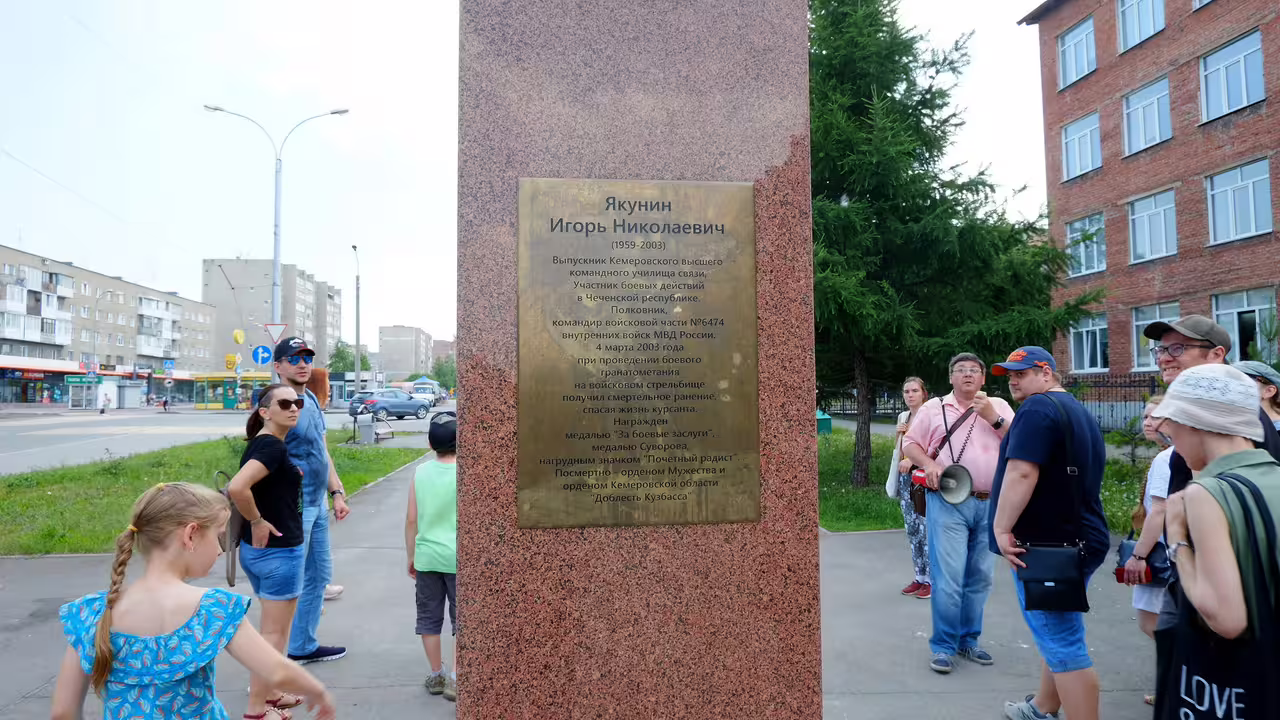 Якунин
Игорь Николаевич
(1959-2003)
Выпускник Кемеровского высшего
командного училища связи,
Участник боевых действий
в Чеченской республике.
Полковник,
командир войсковой части №6474
внутренних войск МВД России,
4 марта 2003 года
при проведении боевого
гранатометания
на войсковом стрельбище
получил смертельное ранение,
спасая жизнь курсанта.
Награжден
медалью "За боевые заслуги",
медалью Суворова,
нагрудным значком "Почётный радист".
Посмертно - орденом Мужества и
орденом Кемеровской области
"Доблесть Кузбасса"
LOVE